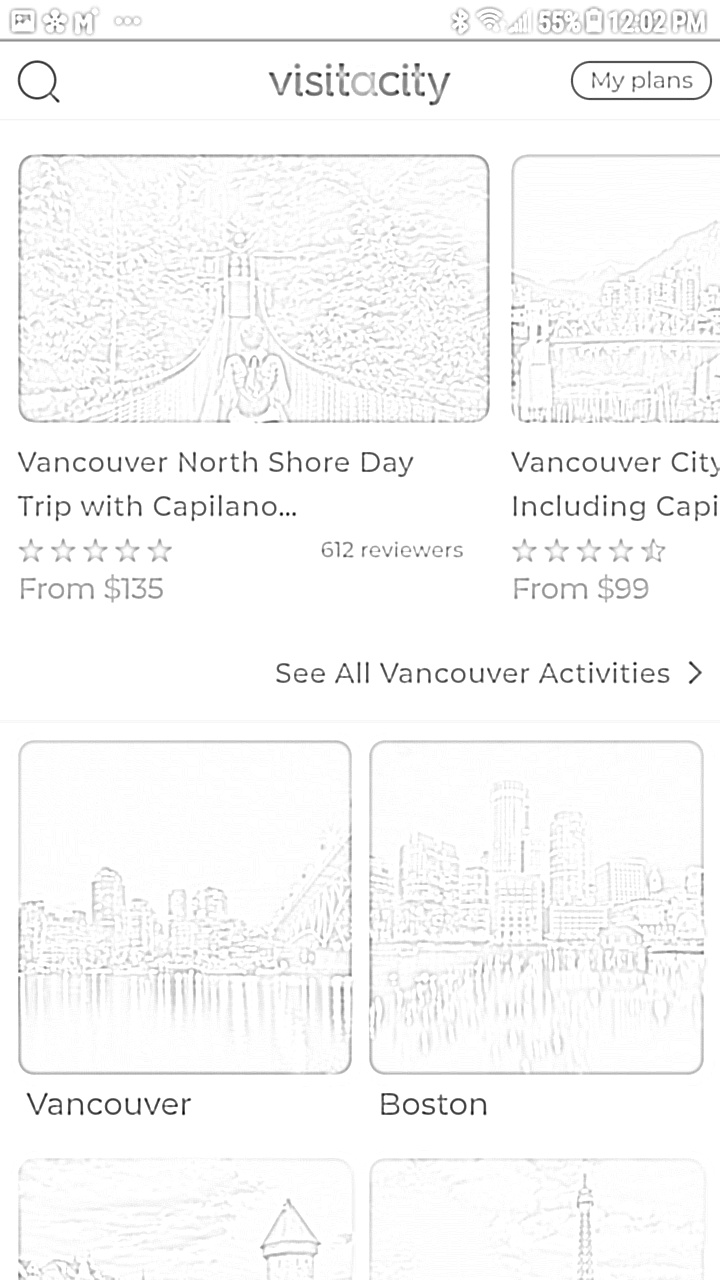 55% 12:02 PM
visitacity
My plans
Vancouver North Shore Day
Trip with Capilano...
612 reviewers
From $135
Vancouver City
Including Capi
From $99
See All Vancouver Activities
Vancouver
Boston